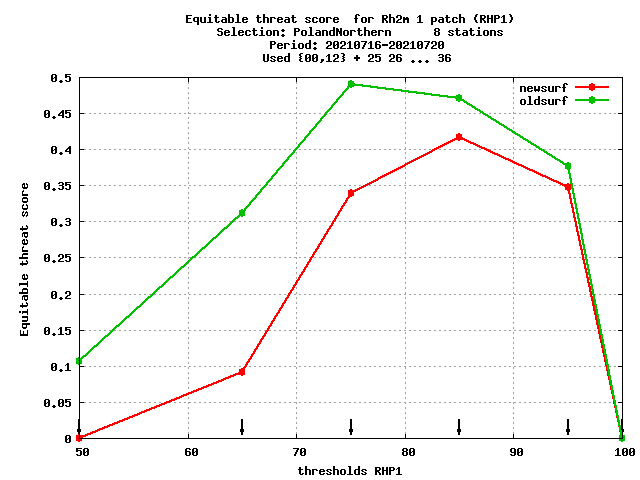 Equitable threat score  for Rh2m 1 patch (RHP1)
Selection: PolandNorthern      8 stations
Period: 20210716-20210720
Used {00,12} + 25 26 ... 36
newsurf
oldsurf
0.5
0.45
0.4
0.35
0.3
0.25
0.2
0.15
0.1
0.05
0
Equitable threat score
50 60 70 80 90 100
thresholds RHP1